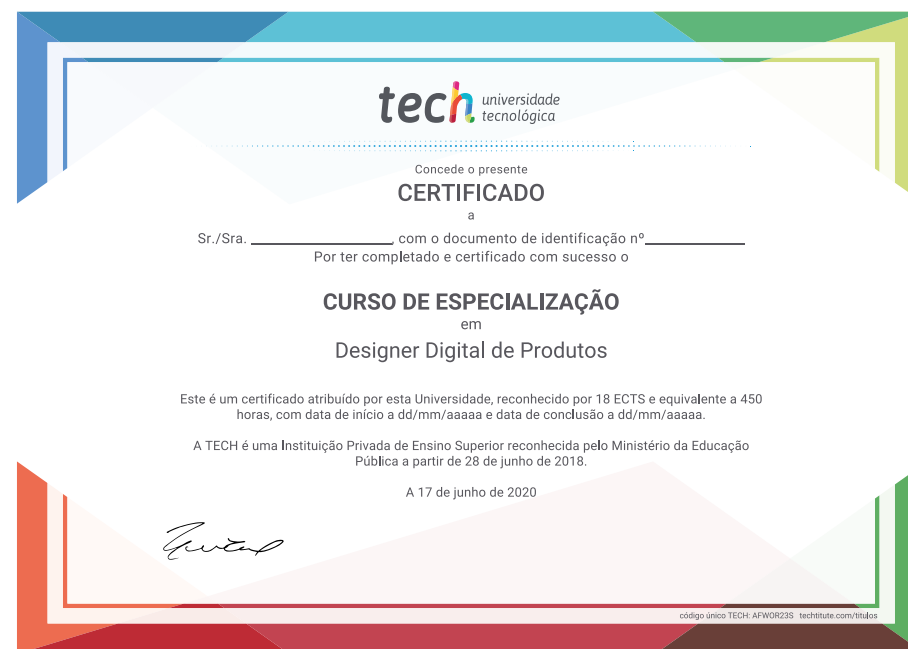 tech universidade
tecnológica
Concede o presente
CERTIFICADO
a
Sr./Sra. , com o documento de identificação nº
Por ter completado e certificado com sucesso o
CURSO DE ESPECIALIZAÇÃO
em
Designer Digital de Produtos
Este é um certificado atribuído por esta Universidade, reconhecido por 18 ECTS e equivalente a 450
horas, com data de início a dd/mm/aaaaa e data de conclusão a dd/mm/aaaaa.
A TECH é uma Instituição Privada de Ensino Superior reconhecida pelo Ministério da Educação
Pública a partir de 28 de junho de 2018.
A 17 de junho de 2020
código único TECH: AFWOR23S techtitute.com/titulos